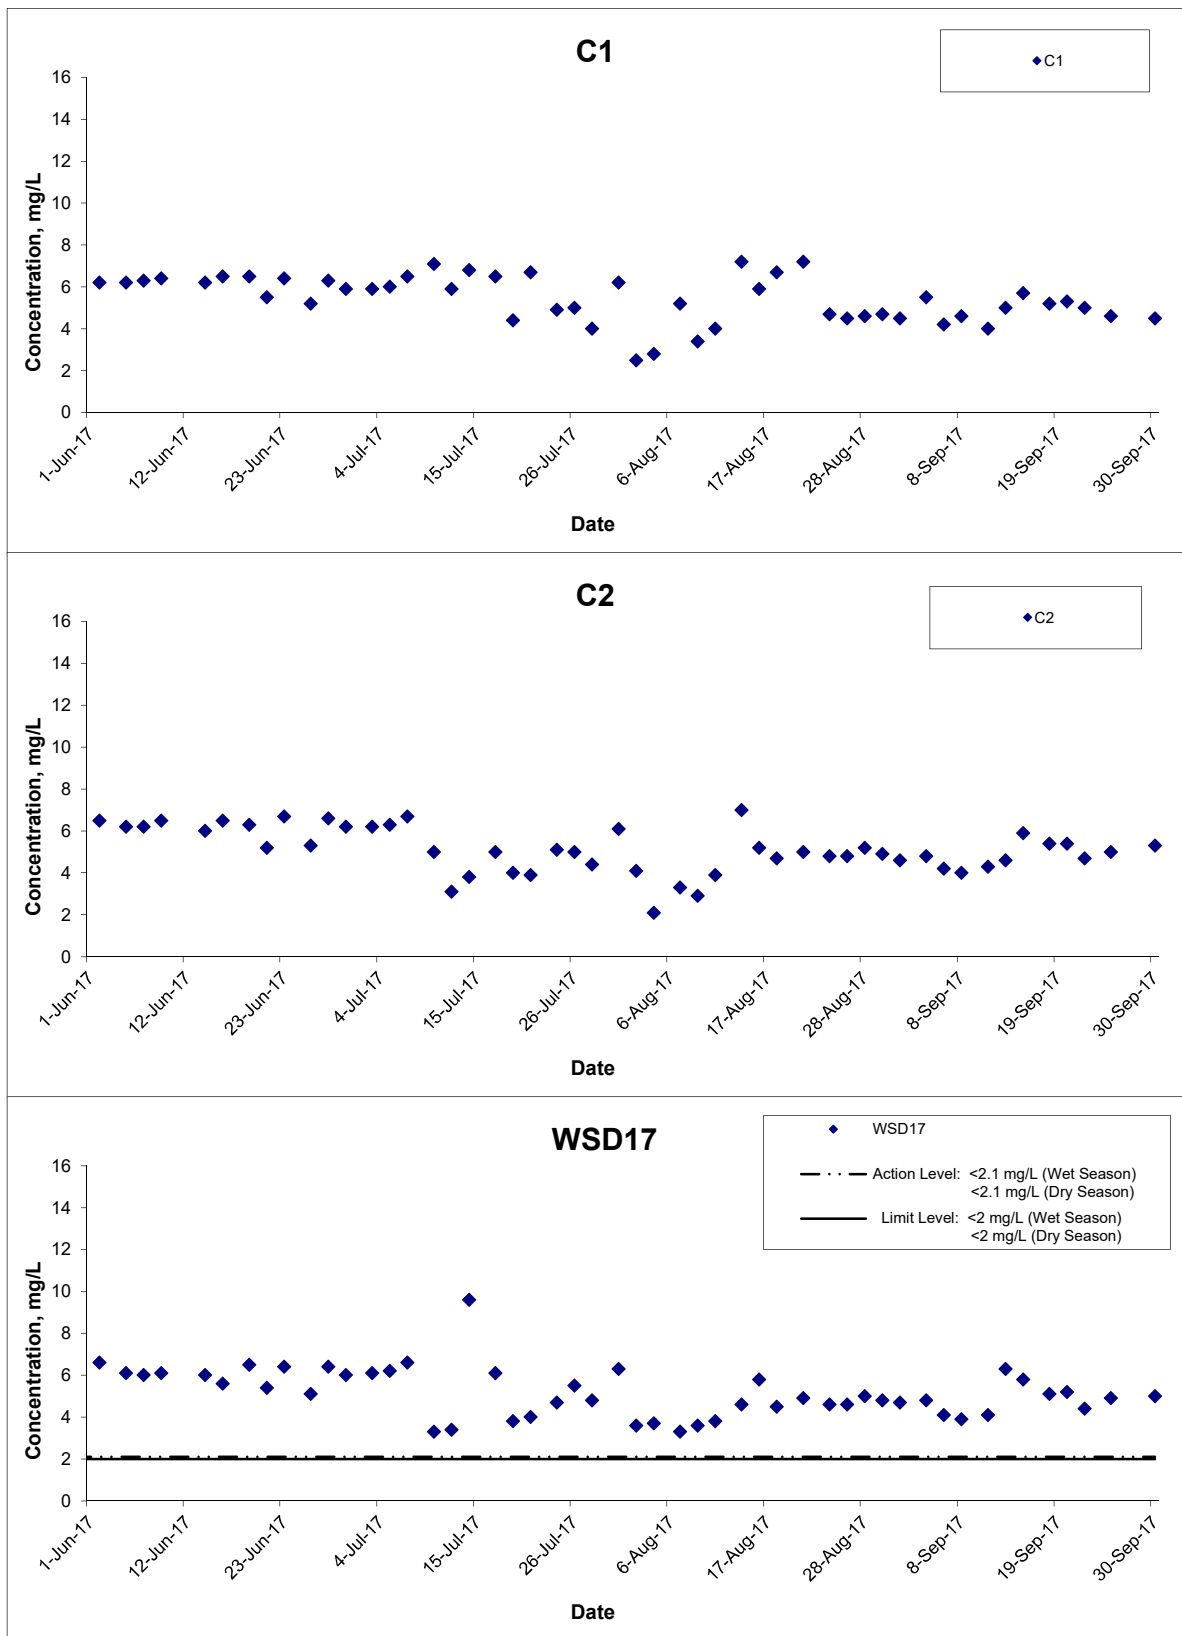 C1
C1
16
14
12
10
8
6
4
2
0
Concentration, mg/L
1-Jun-17
12-Jun-17
23-Jun-17
4-Jul-17
15-Jul-17
26-Jul-17
6-Aug-17
17-Aug-17
28-Aug-17
8-Sep-17
19-Sep-17
30-Sep-17
Date
C2
C2
16
14
12
10
8
6
4
2
0
Concentration, mg/L
1-Jun-17
12-Jun-17
23-Jun-17
4-Jul-17
15-Jul-17
26-Jul-17
6-Aug-17
17-Aug-17
28-Aug-17
8-Sep-17
19-Sep-17
30-Sep-17
Date
WSD17
WSD17
Action Level: <2.1 mg/L (Wet Season)
<2.1 mg/L (Dry Season)
Limit Level: <2 mg/L (Wet Season)
<2 mg/L (Dry Season)
16
14
12
10
8
6
4
2
0
Concentration, mg/L
1-Jun-17
12-Jun-17
23-Jun-17
4-Jul-17
15-Jul-17
26-Jul-17
6-Aug-17
17-Aug-17
28-Aug-17
8-Sep-17
19-Sep-17
30-Sep-17
Date